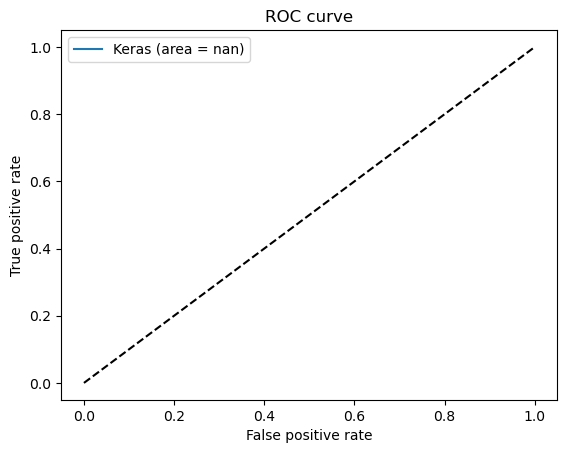 ROC curve
Keras (area = nan)
1.0
0.8
0.6
0.4
0.2
0.0
True positive rate
0.0 0.2 0.4 0.6 0.8 1.0
False positive rate